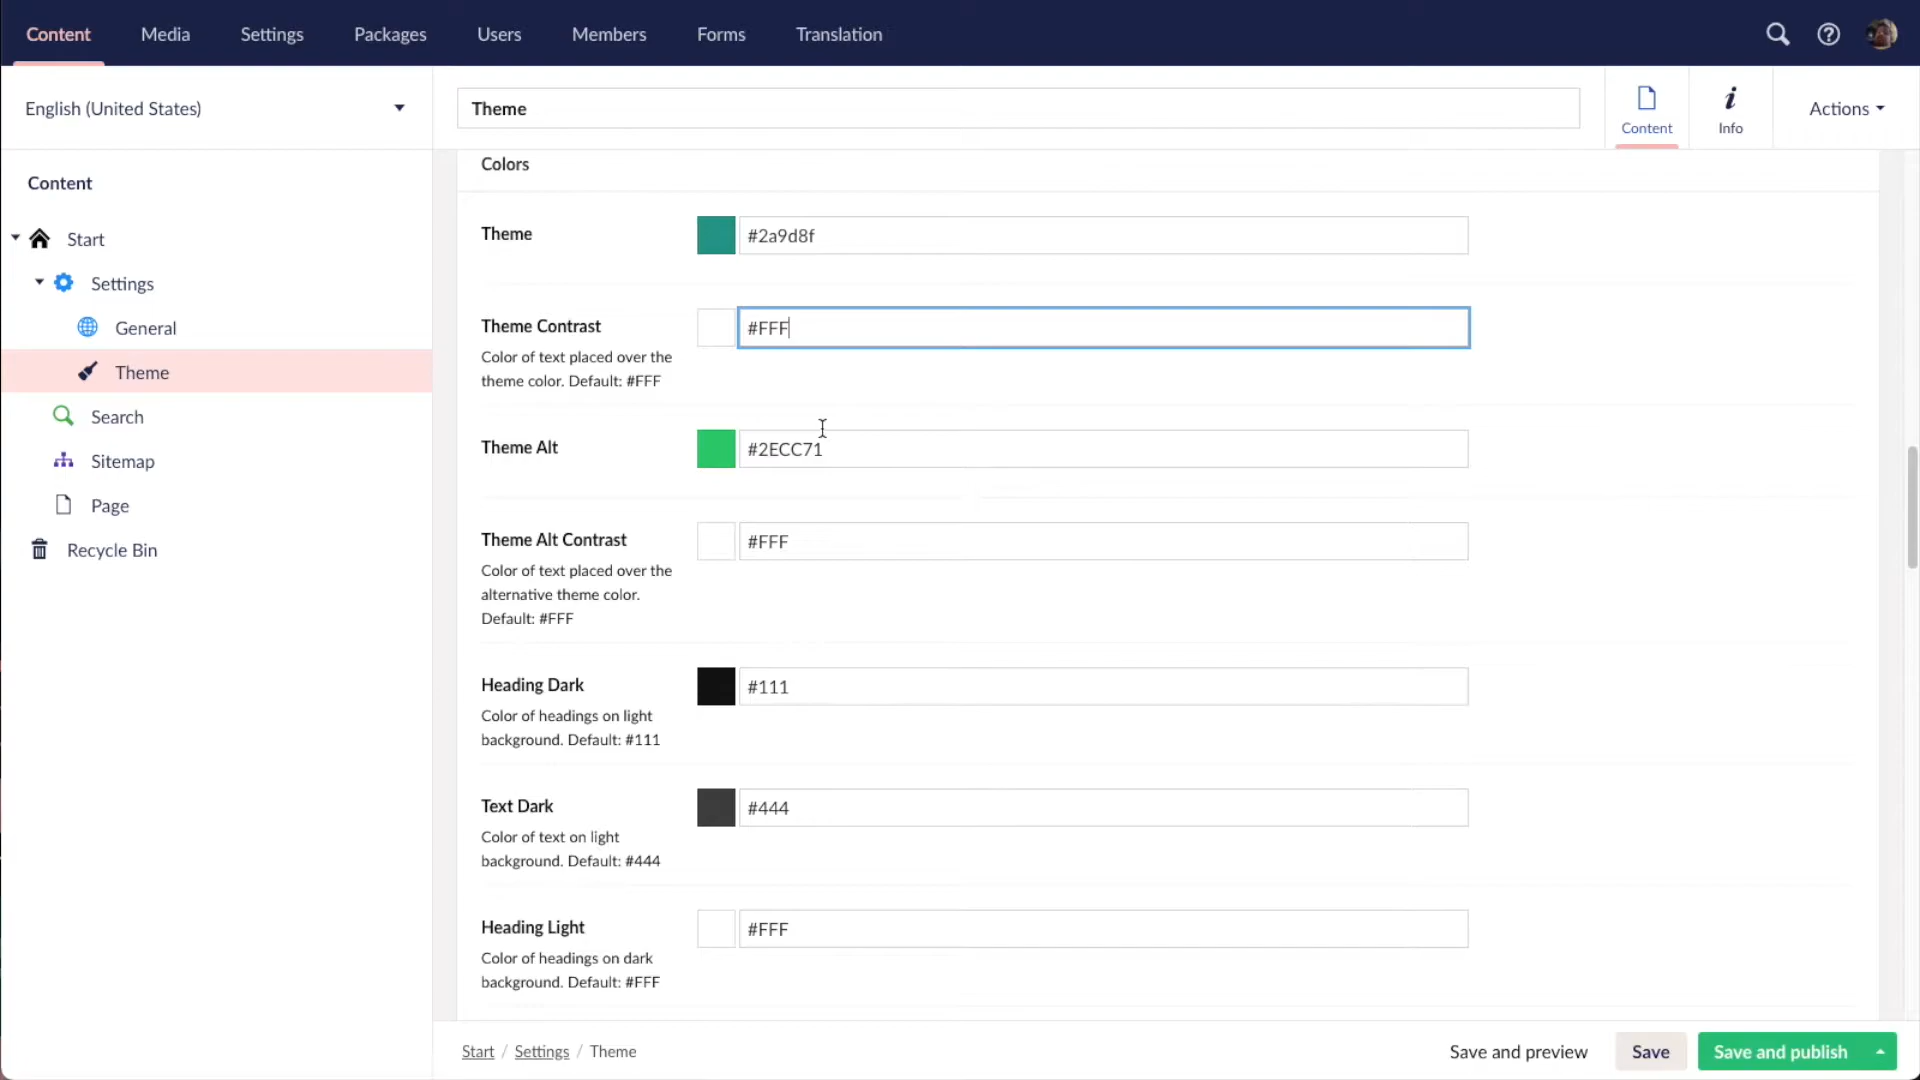 Content Media Settings Packages Users Members Forms Translation
English (United States)
Theme
Content
Info
Actions
Content
Start
Settings
General
Theme
Search
Sitemap
Page
Recycle Bin
Colors
Theme
#2a9d8f
Theme Contrast
Color of text placed over the
theme color. Default: #FFF
#FFF
Theme Alt
#2ECC71
Theme Alt Contrast
Color of text placed over the
alternative theme color.
Default: #FFF
#FFF
Heading Dark
Color of headings on light
background. Default: #111
#111
Text Dark
Color of text on light
background. Default: #444
#444
Heading Light
Color of headings on dark
background. Default: #FFF
#FFF
Start / Settings / Theme
Save and preview
Save
Save and publish